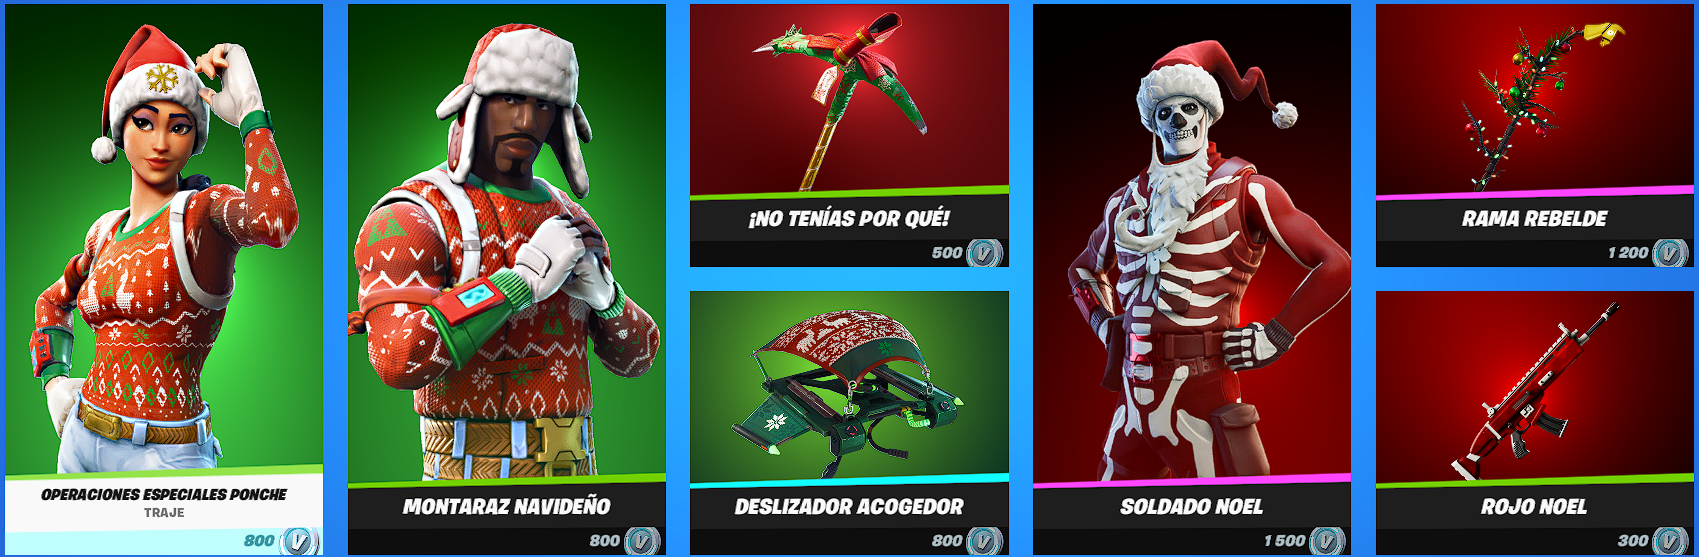 OPERACIONES ESPECIALES PONCHE
TRAJE
800
MONTARAZ NAVIDEÑO
800
¡NO TENÍAS POR QUÉ!
500
DESLIZADOR ACOGEDOR
800
SOLDADO NOEL
1 500
RAMA REBELDE
1 200
ROJO NOEL
300